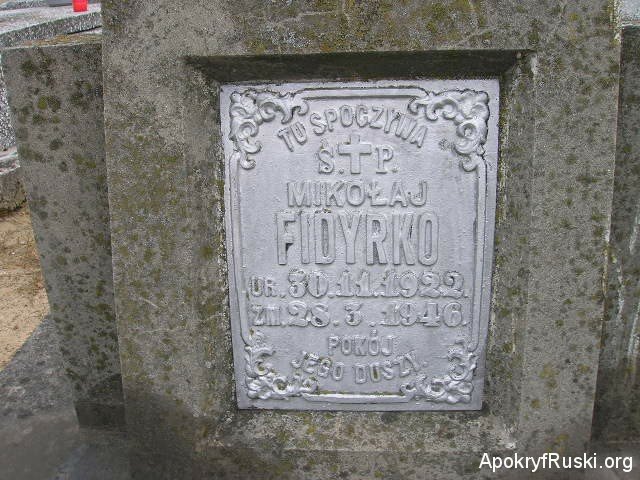 TU SPOCZYWA
Ś. P.
MIKOŁAJ
FIDYRKO
UR. 30. 11. 1922.
ZM. 28. 3. 1946.
POKÓJ
JEGO DUSZY
ApokryfRuski.org